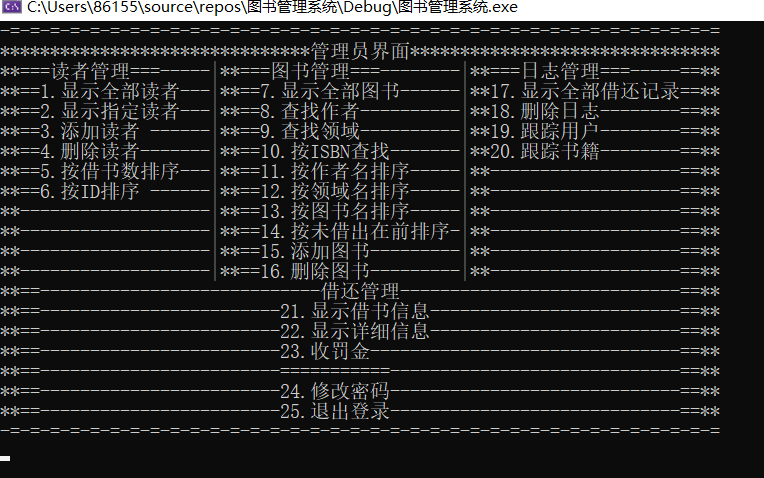 C:\Users\86155\source\repos\图书管理系统\Debug\图书管理系统.exe
-=-=-=-=-=-=-=-=-=-=-=-=-=-=-=-=-=-=-=-=-=-=-=-=-=-=-=-=-=-=-=-=-=-=-=-=
*******************************管理员界面*******************************
**===读者管理===-----|**===图书管理===--------|**===日志管理===-----==**
**==1.显示全部读者---|**==7.显示全部图书------|**17.显示全部借还记录==**
**==2.显示指定读者---|**==8.查找作者----------|**18.删除日志--------==**
**==3.添加读者 ------|**==9.查找领域----------|**19.跟踪用户--------==**
**==4.删除读者-------|**==10.按ISBN查找-------|**20.跟踪书籍--------==**
**==5.按借书数排序---|**==11.按作者名排序-----|**-------------------==**
**==6.按ID排序 ------|**==12.按领域名排序-----|**-------------------==**
**-------------------|**==13.按图书名排序-----|**-------------------==**
**-------------------|**==14.按未借出在前排序-|**-------------------==**
**-------------------|**==15.添加图书---------|**-------------------==**
**-------------------|**==16.删除图书---------|**-------------------==**
**==----------------------------借还管理----------------------------==**
**==------------------------21.显示借书信息-------------------------==**
**==------------------------22.显示详细信息-------------------------==**
**==------------------------23.收罚金-------------------------------==**
**==------------------------===========-----------------------------==**
**==------------------------24.修改密码-----------------------------==**
**==------------------------25.退出登录-----------------------------==**
-=-=-=-=-=-=-=-=-=-=-=-=-=-=-=-=-=-=-=-=-=-=-=-=-=-=-=-=-=-=-=-=-=-=-=-=